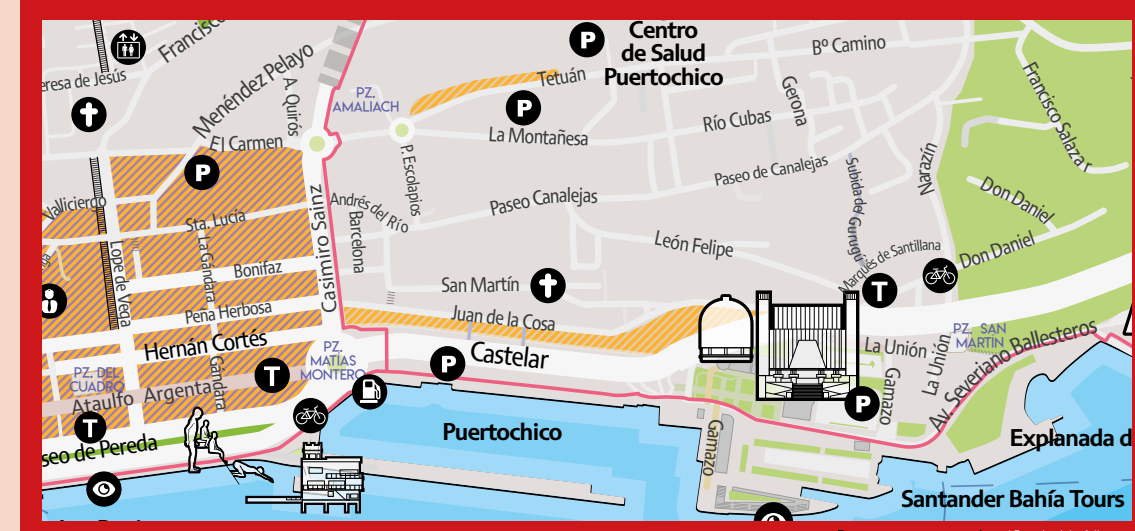 Francisco
eresa de Jesús
Menéndez Pelayo
A. Quirós
PZ.
AMALIACH
Tetuán
P
Centro
de Salud
Puertochico
Bº Camino
Francisco Salazar
P
La Montañesa
Río Cubas
Gerona
El Carmen
P
P. Escolapios
Paseo de Canalejas
Narazín
Valliciergo
Sta. Lucía
Casimiro Sainz
Andrés del Río
Barcelona
Paseo Canalejas
Subida del Gurugú
Don Daniel
Lope de Vega
La Gándara
Bonifaz
León Felipe
Marqués de Santillana
Don Daniel
San Martín
T
Pena Herbosa
Juan de la Cosa
Hernán Cortés
PZ.
MATÍAS
MONTERO
Castelar
P
La Unión
La Unión
PZ. SAN
MARTÍN
PZ. DEL
CUADRO
Gándara
T
Ataulfo Argenta
Gamazo
P
Av. Severiano Ballesteros
T
seo de Pereda
Puertochico
Gamazo
Explanada d
Santander Bahía Tours